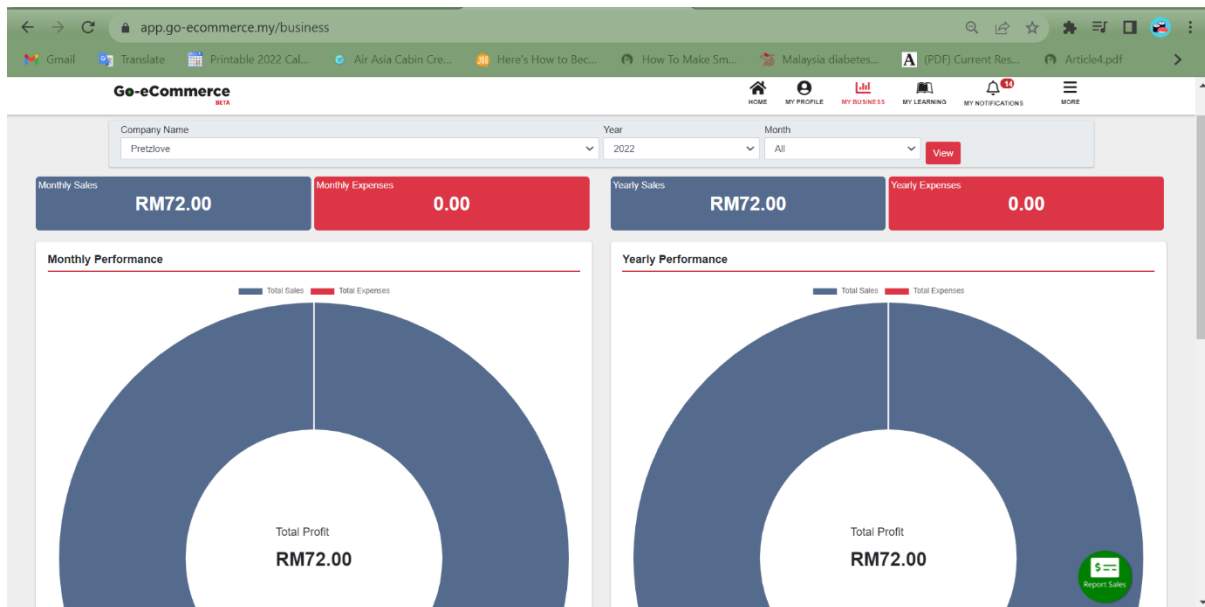 app.go-ecommerce.my/business
Gmail Translate Printable 2022 Cal... Air Asia Cabin Cre... Here's How to Bec... How To Make Sm... Malaysia diabetes... (PDF) Current Res... Article4.pdf
Go-eCommerce
BETA
HOME MY PROFILE MY BUSINESS MY LEARNING MY NOTIFICATIONS MORE
14
Company Name Year Month
Pretzlove 2022 All View
Monthly Sales Monthly Expenses Yearly Sales Yearly Expenses
RM72.00 0.00 RM72.00 0.00
Monthly Performance Yearly Performance
Total Sales Total Expenses Total Sales Total Expenses
Total Profit Total Profit
RM72.00 RM72.00
Report Sales